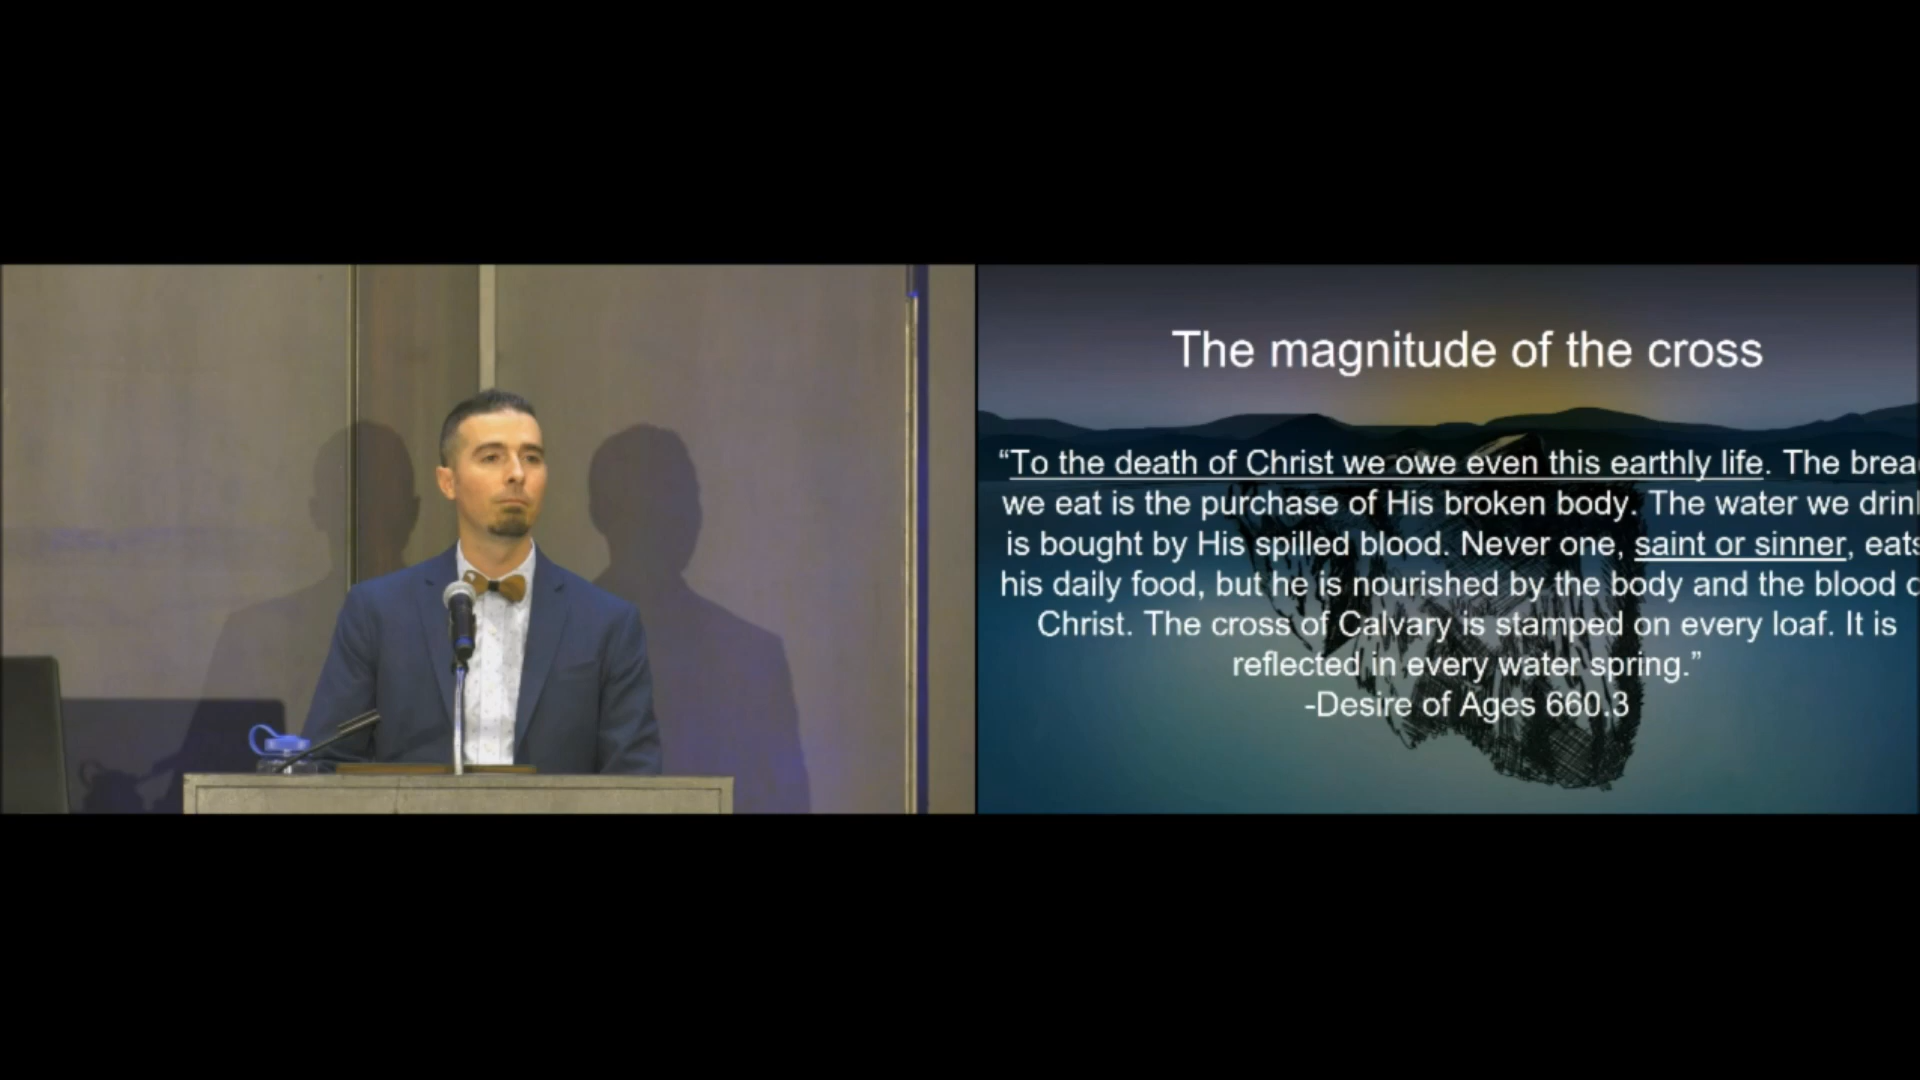 The magnitude of the cross
“To the death of Christ we owe even this earthly life. The brea
we eat is the purchase of His broken body. The water we drin
is bought by His spilled blood. Never one, saint or sinner, eats
his daily food, but he is nourished by the body and the blood o
Christ. The cross of Calvary is stamped on every loaf. It is
reflected in every water spring.”
-Desire of Ages 660.3